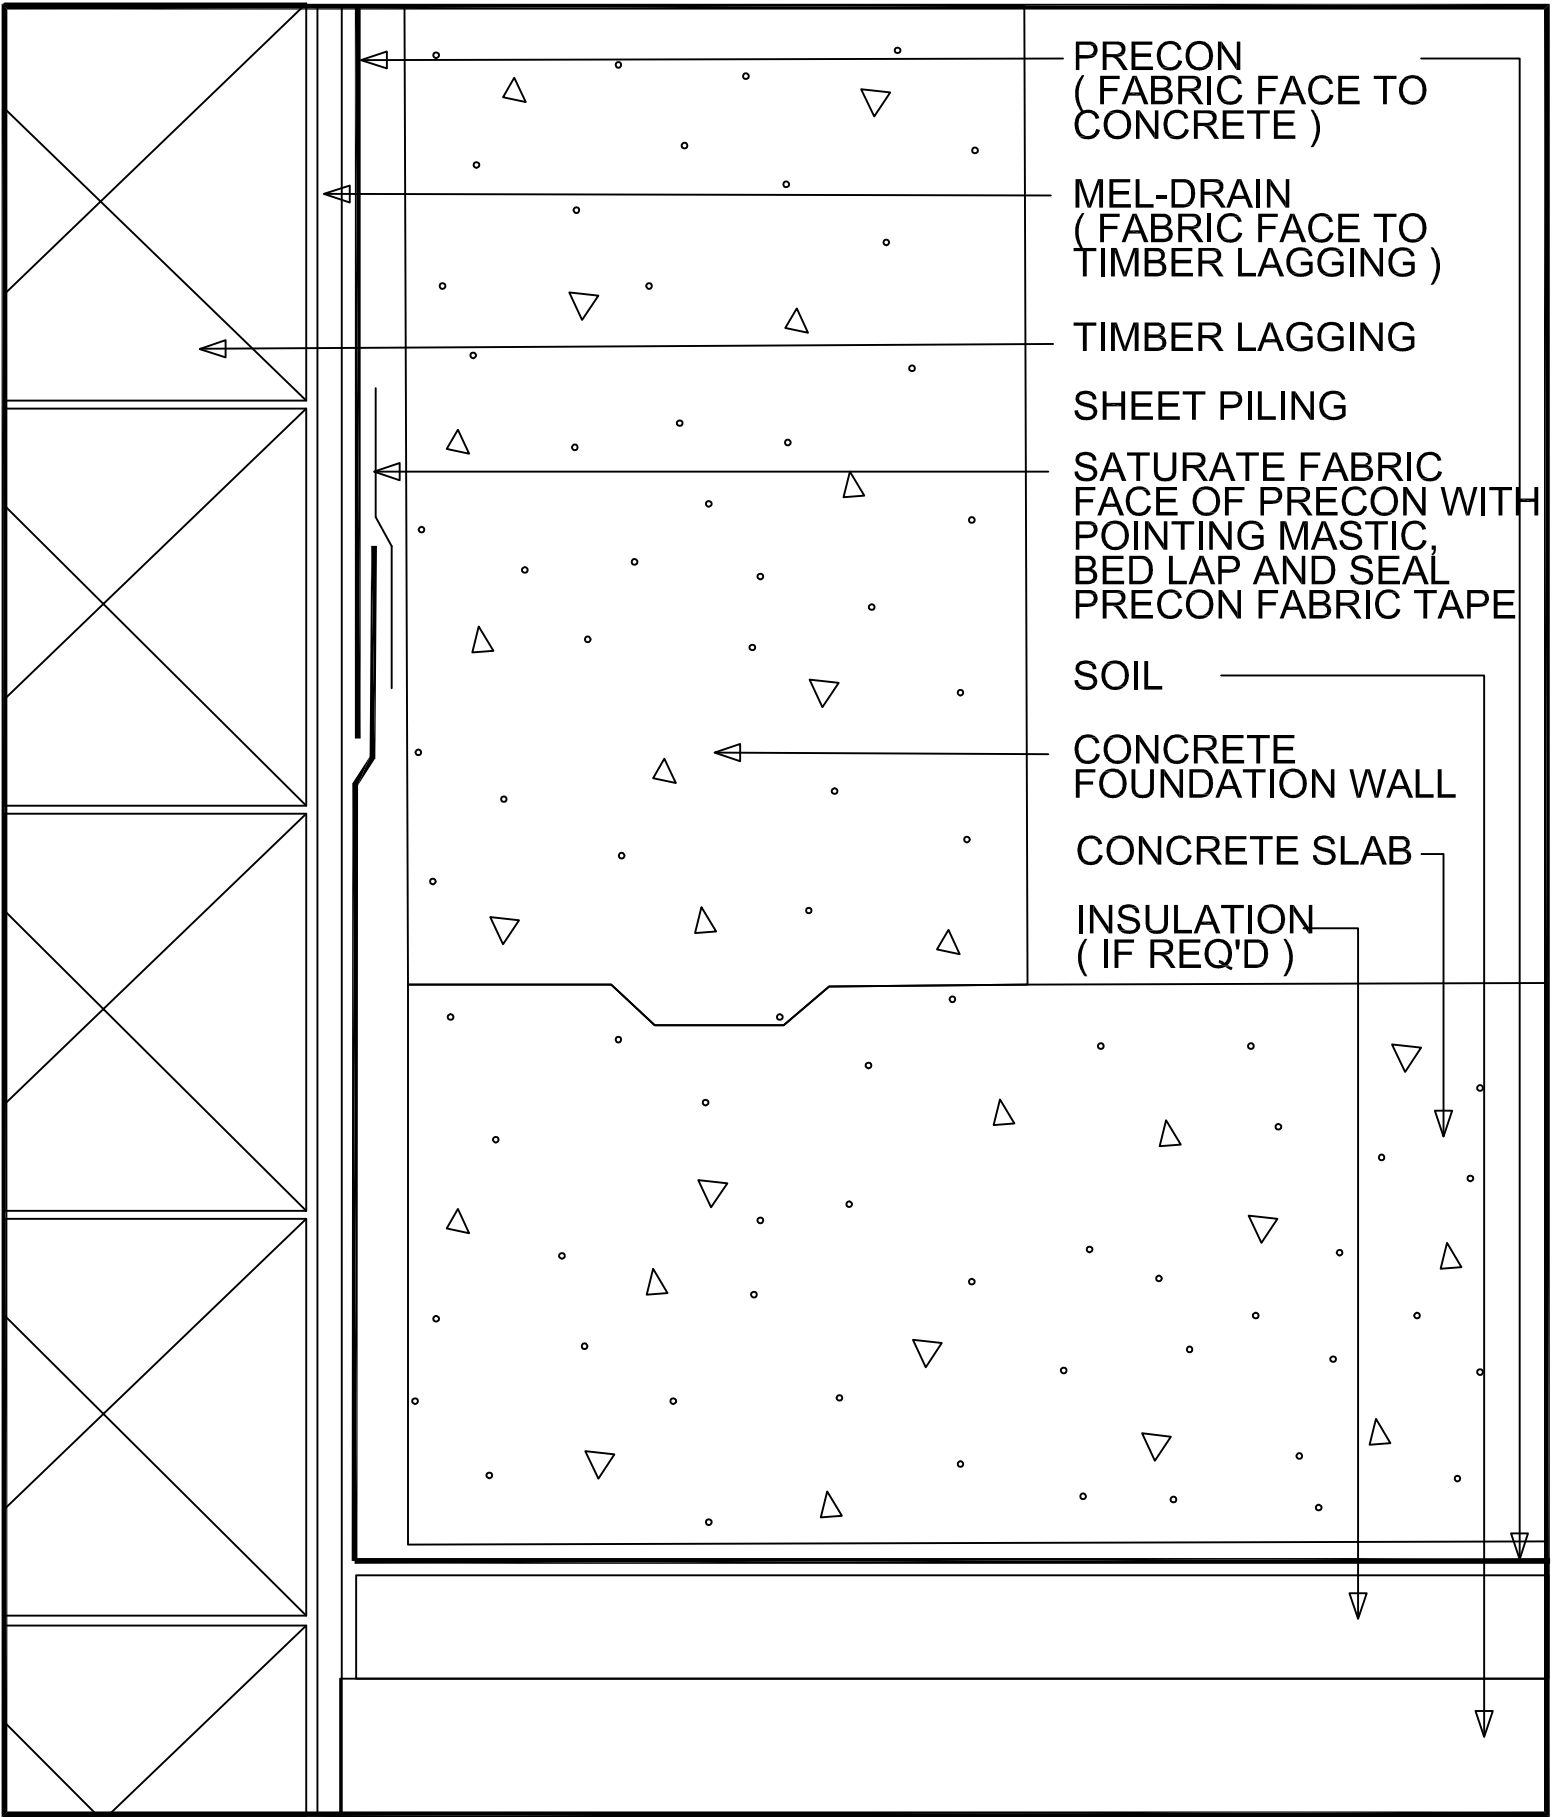 PRECON
( FABRIC FACE TO
CONCRETE )
MEL-DRAIN
( FABRIC FACE TO
TIMBER LAGGING )
TIMBER LAGGING
SHEET PILING
SATURATE FABRIC
FACE OF PRECON WITH
POINTING MASTIC,
BED LAP AND SEAL
PRECON FABRIC TAPE
SOIL
CONCRETE
FOUNDATION WALL
CONCRETE SLAB
INSULATION
( IF REQ'D )